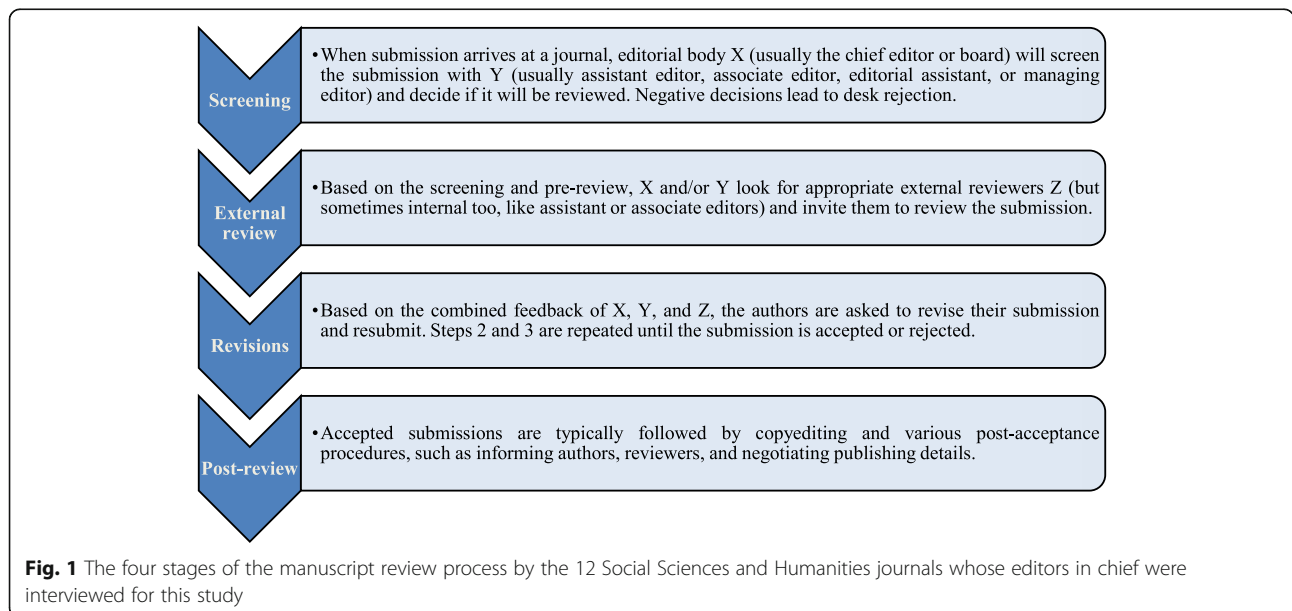 Screening
•When submission arrives at a journal, editorial body X (usually the chief editor or board) will screen
the submission with Y (usually assistant editor, associate editor, editorial assistant, or managing
editor) and decide if it will be reviewed. Negative decisions lead to desk rejection.
External
review
•Based on the screening and pre-review, X and/or Y look for appropriate external reviewers Z (but
sometimes internal too, like assistant or associate editors) and invite them to review the submission.
Revisions
•Based on the combined feedback of X, Y, and Z, the authors are asked to revise their submission
and resubmit. Steps 2 and 3 are repeated until the submission is accepted or rejected.
Post-review
•Accepted submissions are typically followed by copyediting and various post-acceptance
procedures, such as informing authors, reviewers, and negotiating publishing details.
Fig. 1 The four stages of the manuscript review process by the 12 Social Sciences and Humanities journals whose editors in chief were
interviewed for this study